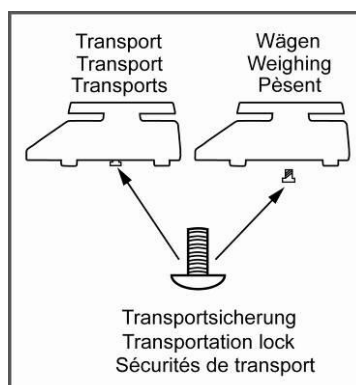 Transport
Transport
Transports
Wägen
Weighing
Pèsent
Transportsicherung
Transportation lock
Sécurités de transport